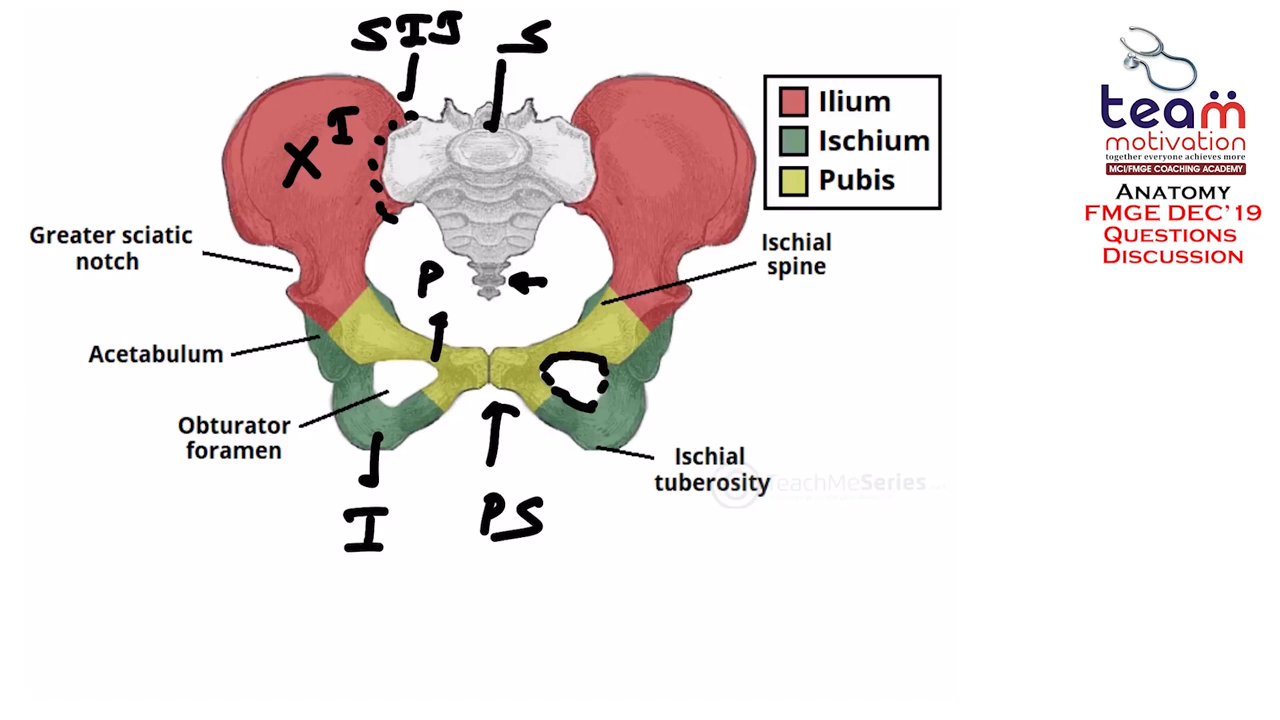 SIJ
S
I
X
Ilium
Ischium
Pubis
Greater sciatic
notch
P
Ischial
spine
Acetabulum
Obturator
foramen
Ischial
tuberosity
TeachMeSeries
I
PS
team
motivation
together everyone achieves more
MCI/FMGE COACHING ACADEMY
ANATOMY
FMGE DEC'19
QUESTIONS
DISCUSSION